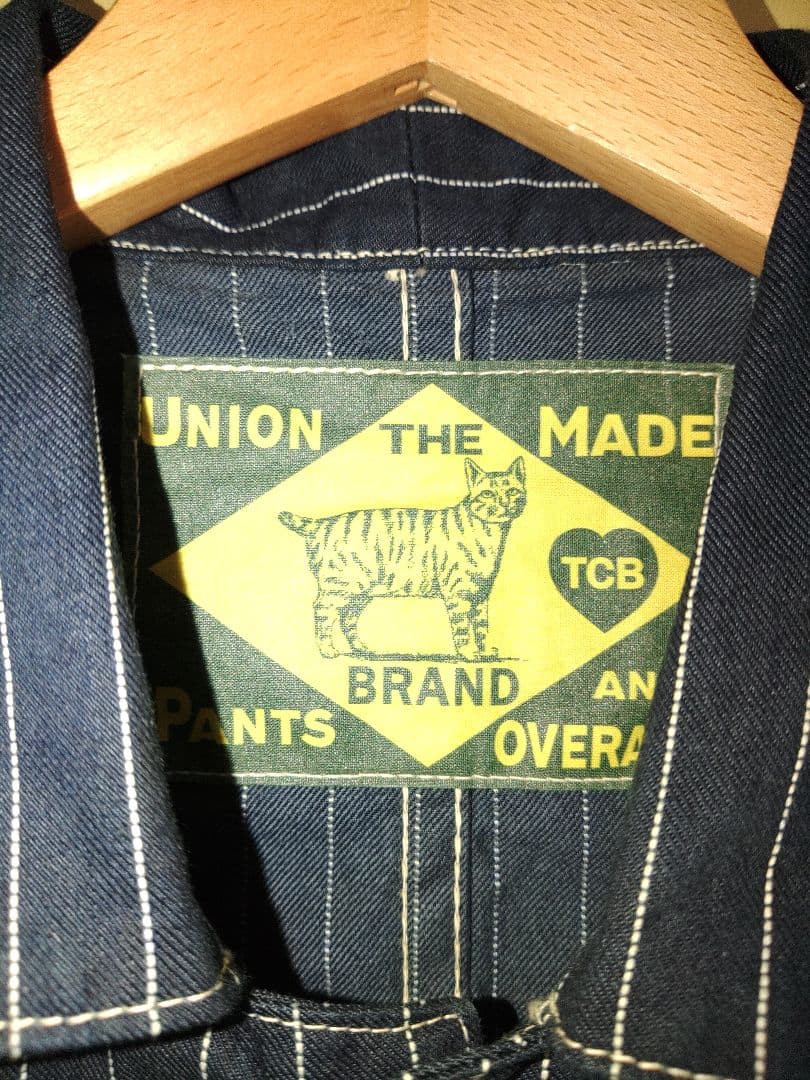 UNION THE MADE
TCB
BRAND
PANTS
AN
OVERA